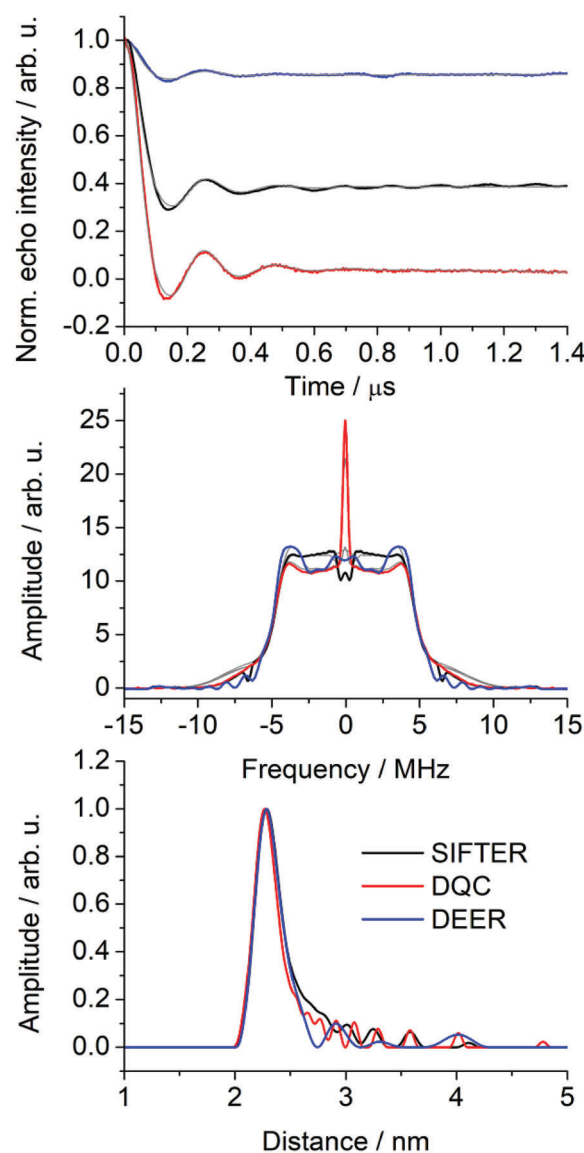 Norm. echo intensity / arb. u.
1.0
0.8
0.6
0.4
0.2
0.0
-0.2
0.0 0.2 0.4 0.6 0.8 1.0 1.2 1.4
Time / μs
Amplitude / arb. u.
25
20
15
10
5
0
-15 -10 -5 0 5 10 15
Frequency / MHz
Amplitude / arb. u.
1.2
1.0
0.8
0.6
0.4
0.2
0.0
SIFTER
DQC
DEER
1 2 3 4 5
Distance / nm